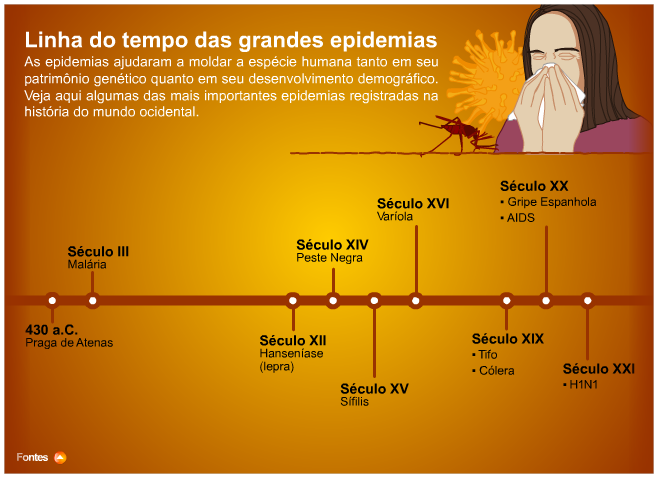 Linha do tempo das grandes epidemias
As epidemias ajudaram a moldar a espécie humana tanto em seu
patrimônio genético quanto em seu desenvolvimento demográfico.
Veja aqui algumas das mais importantes epidemias registradas na
história do mundo ocidental.
430 a.C.
Praga de Atenas
Século III
Malária
Século XII
Hanseníase
(lepra)
Século XIV
Peste Negra
Século XV
Sífilis
Século XVI
Varíola
Século XIX
▪ Tifo
▪ Cólera
Século XX
▪ Gripe Espanhola
▪ AIDS
Século XXI
▪ H1N1
Fontes